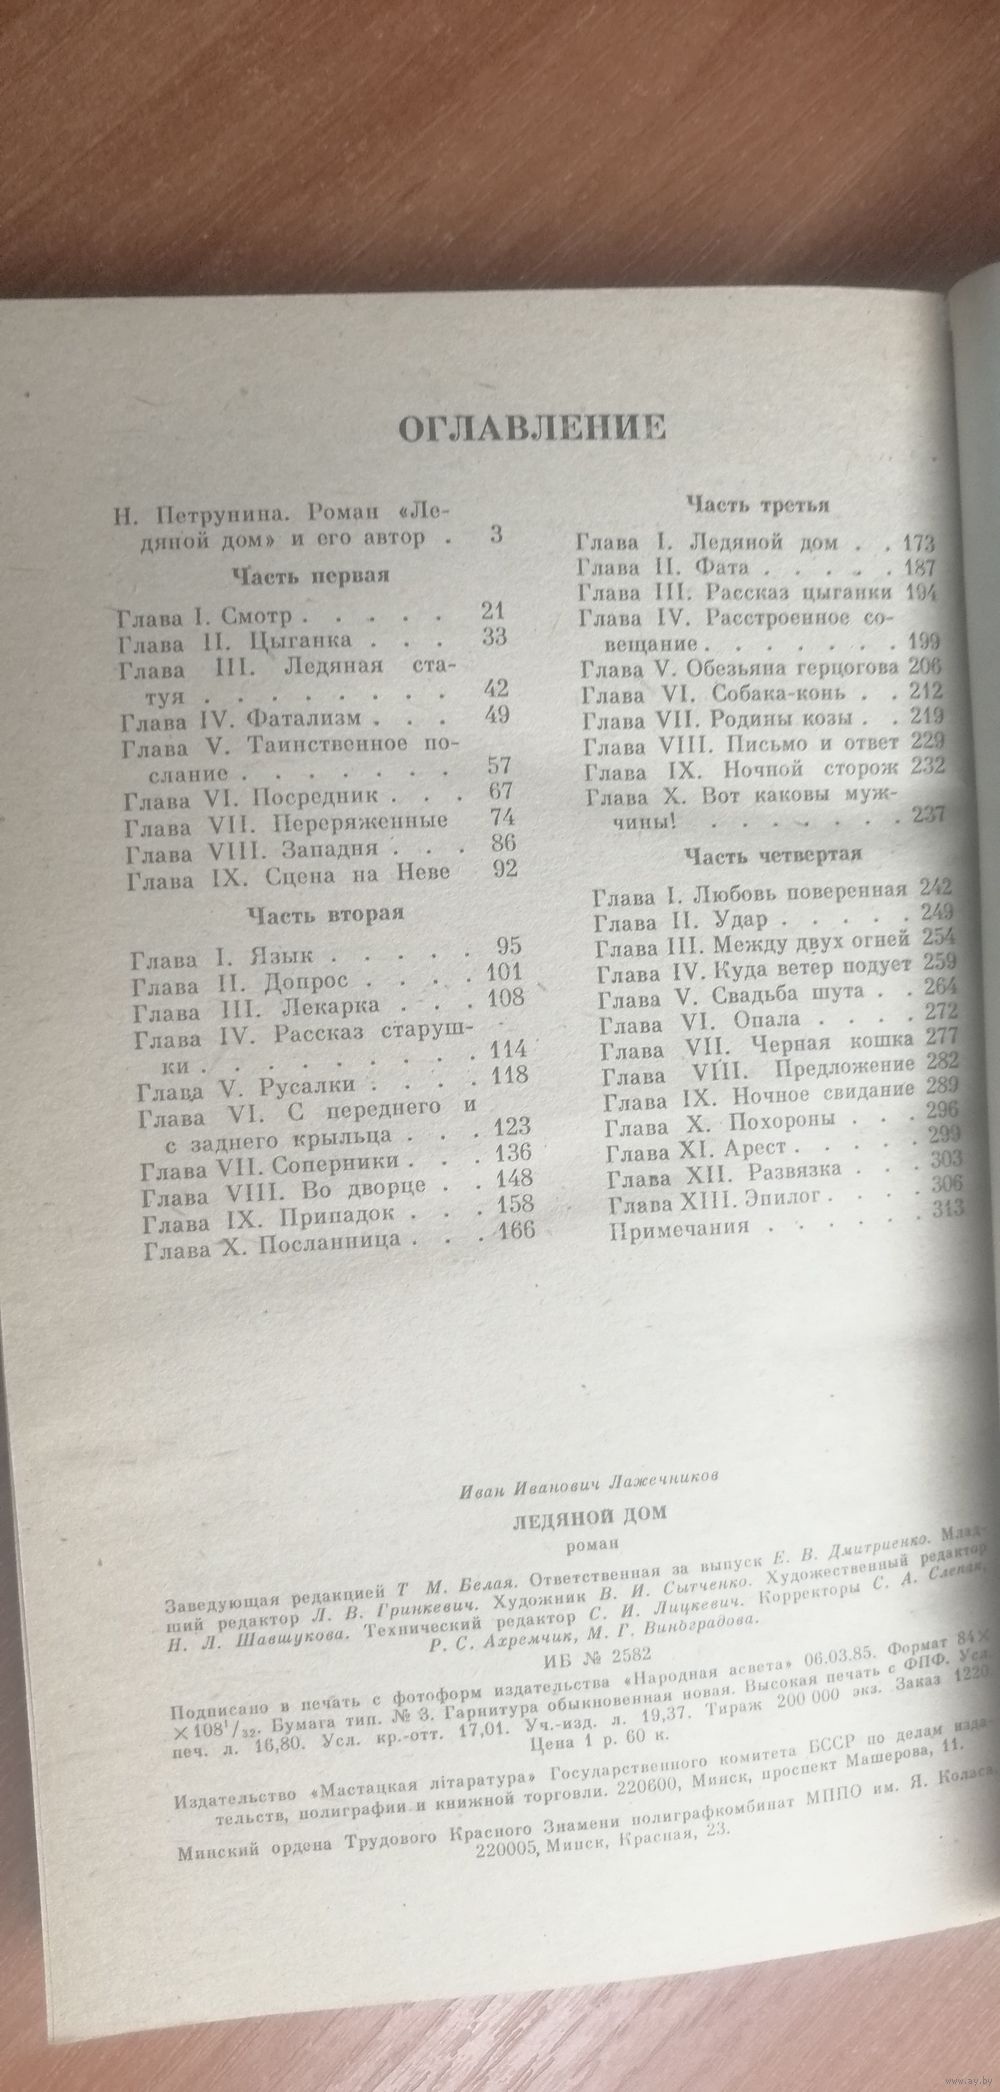 ОГЛАВЛЕНИЕ
Н. Петрунина. Роман «Ле-
дяной дом» и его автор . 3
Часть первая
Глава I. Смотр . . . . . 21
Глава II. Цыганка . . . 33
Глава III. Ледяная ста-
туя . . . . . . . . 42
Глава IV. Фатализм . . . 49
Глава V. Таинственное по-
слание . . . . . . . 57
Глава VI. Посредник . . . 67
Глава VII. Переряженные 74
Глава VIII. Западня . . . 86
Глава IX. Сцена на Неве 92
Часть вторая
Глава I. Язык . . . . . 95
Глава II. Допрос . . . . 101
Глава III. Лекарка . . . 108
Глава IV. Рассказ старуш-
ки . . . . . . . . 114
Глава V. Русалки . . . . 118
Глава VI. С переднего и
с заднего крыльца . . . 123
Глава VII. Соперники . . . 136
Глава VIII. Во дворце . . 148
Глава IX. Припадок . . . 158
Глава X. Посланница . . . 166
Часть третья
Глава I. Ледяной дом . . 173
Глава II. Фата . . . . . 187
Глава III. Рассказ цыганки 194
Глава IV. Расстроенное со-
вещание . . . . . . . 199
Глава V. Обезьяна герцогова 206
Глава VI. Собака-конь . . 212
Глава VII. Родины козы . . 219
Глава VIII. Письмо и ответ 229
Глава IX. Ночной сторож 232
Глава X. Вот каковы муж-
чины! . . . . . . . 237
Часть четвертая
Глава I. Любовь поверенная 242
Глава II. Удар . . . . . 249
Глава III. Между двух огней 254
Глава IV. Куда ветер подует 259
Глава V. Свадьба шута . . 264
Глава VI. Опала . . . . 272
Глава VII. Черная кошка 277
Глава VIII. Предложение 282
Глава IX. Ночное свидание 289
Глава X. Похороны . . . 296
Глава XI. Арест . . . . . 299
Глава XII. Развязка . . . 303
Глава XIII. Эпилог . . . . 306
Примечания . . . . . . 313
Иван Иванович Лажечников
ЛЕДЯНОЙ ДОМ
роман
Заведующая редакцией Т М. Белая. Ответственная за выпуск Е. В. Дмитриенко. Млад-
ший редактор Л. В. Гринкевич. Художник В. И. Сытченко. Художественный редактор
Н. Л. Шавшукова. Технический редактор С. И. Лицкевич. Корректоры С. А. Слепак,
Р. С. Ахремчик, М. Г. Виноградова.
ИБ № 2582
Подписано в печать с фотоформ издательства «Народная асвета» 06.03.85. Формат 84×
×108¹/₃₂. Бумага тип. № 3. Гарнитура обыкновенная новая. Высокая печать с ФПФ. Усл.
печ. л. 16,80. Усл. кр.-отт. 17,01. Уч.-изд. л. 19,37. Тираж 200 000 экз. Заказ 1220.
Цена 1 р. 60 к.
Издательство «Мастацкая літаратура» Государственного комитета БССР по делам изда-
тельств, полиграфии и книжной торговли. 220600, Минск, проспект Машерова, 11.
Минский ордена Трудового Красного Знамени полиграфкомбинат МППО им. Я. Коласа,
220005, Минск, Красная, 23.
www.ay.by